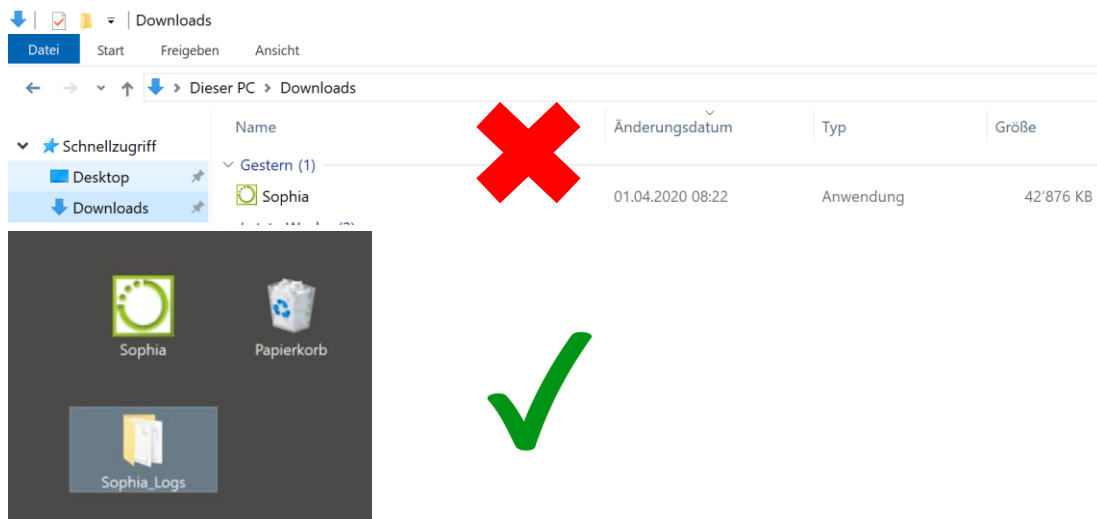 Downloads
Datei Start Freigeben Ansicht
Dieser PC > Downloads
Name Änderungsdatum Typ Größe
Schnellzugriff
Gestern (1)
Desktop
Sophia 01.04.2020 08:22 Anwendung 42'876 KB
Downloads
Sophia Papierkorb
Sophia_Logs